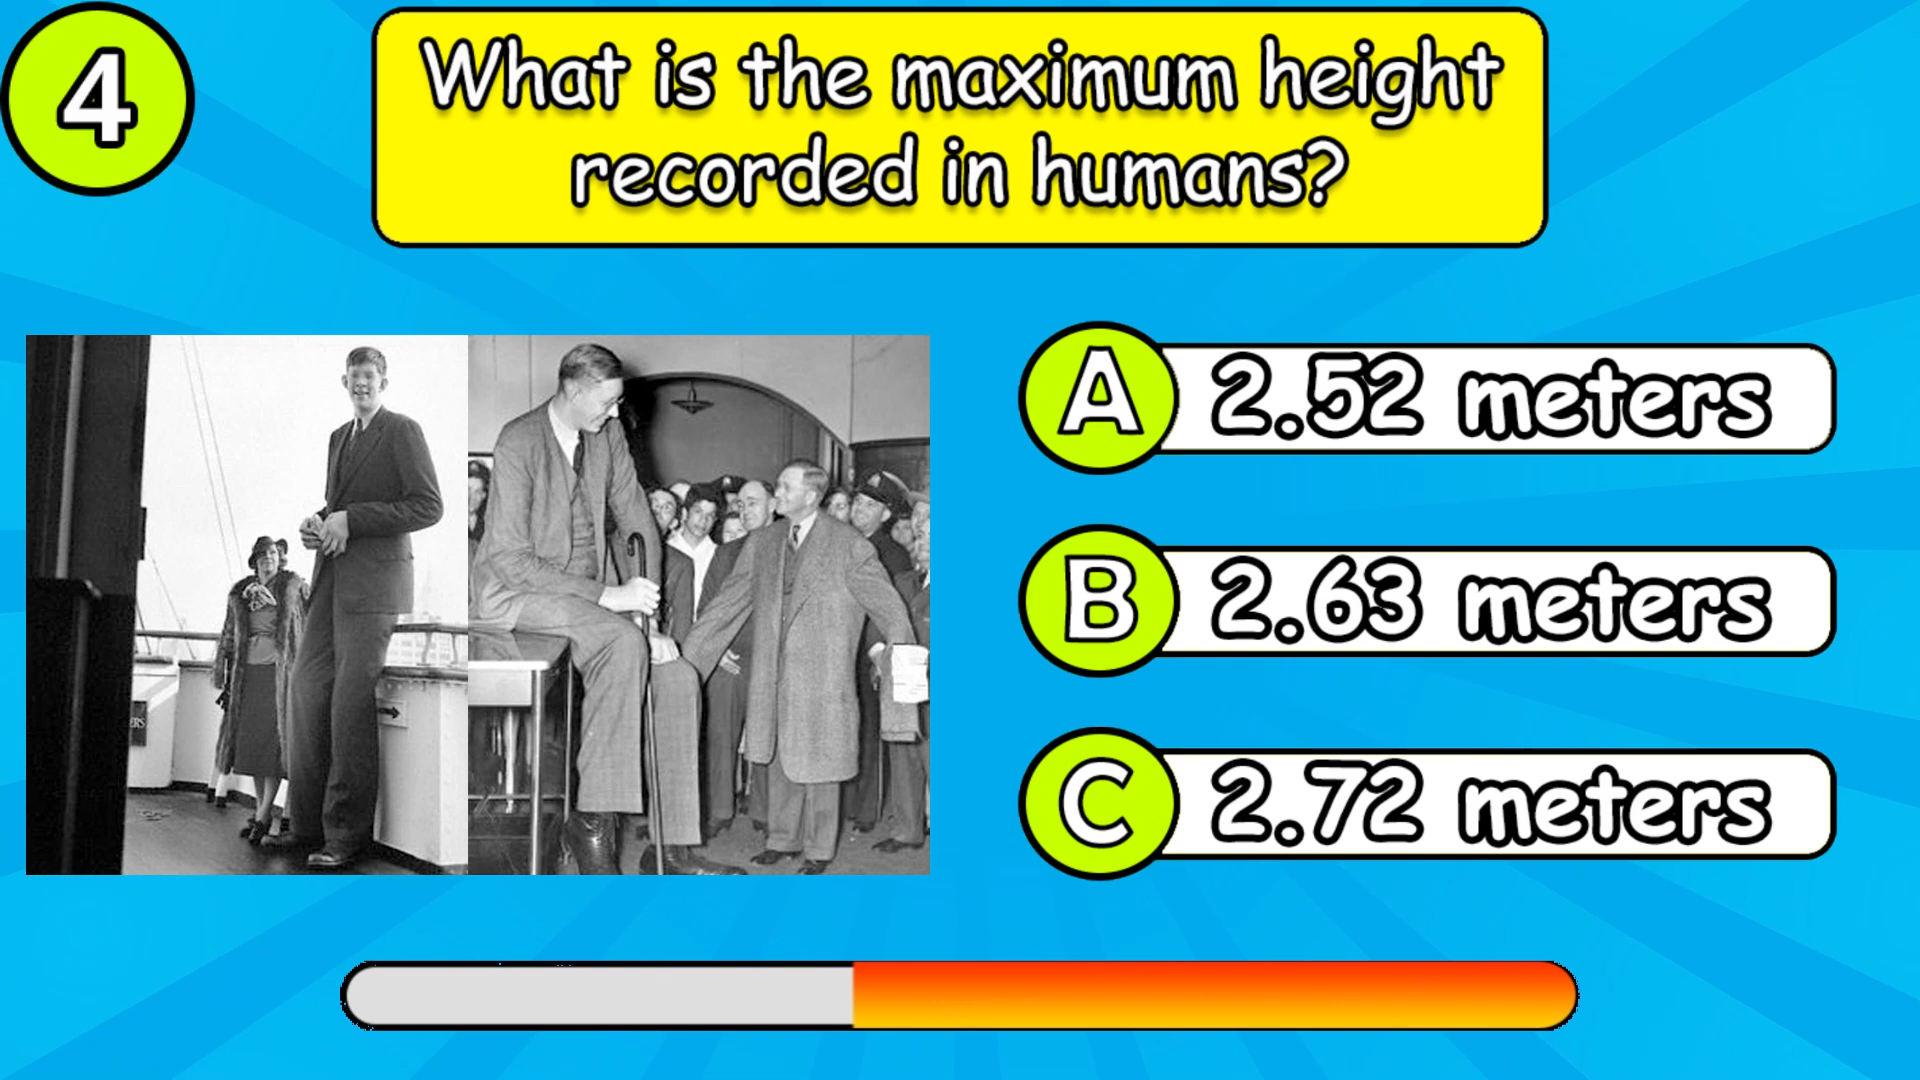 4
What is the maximum height
recorded in humans?
A 2.52 meters
B 2.63 meters
C 2.72 meters